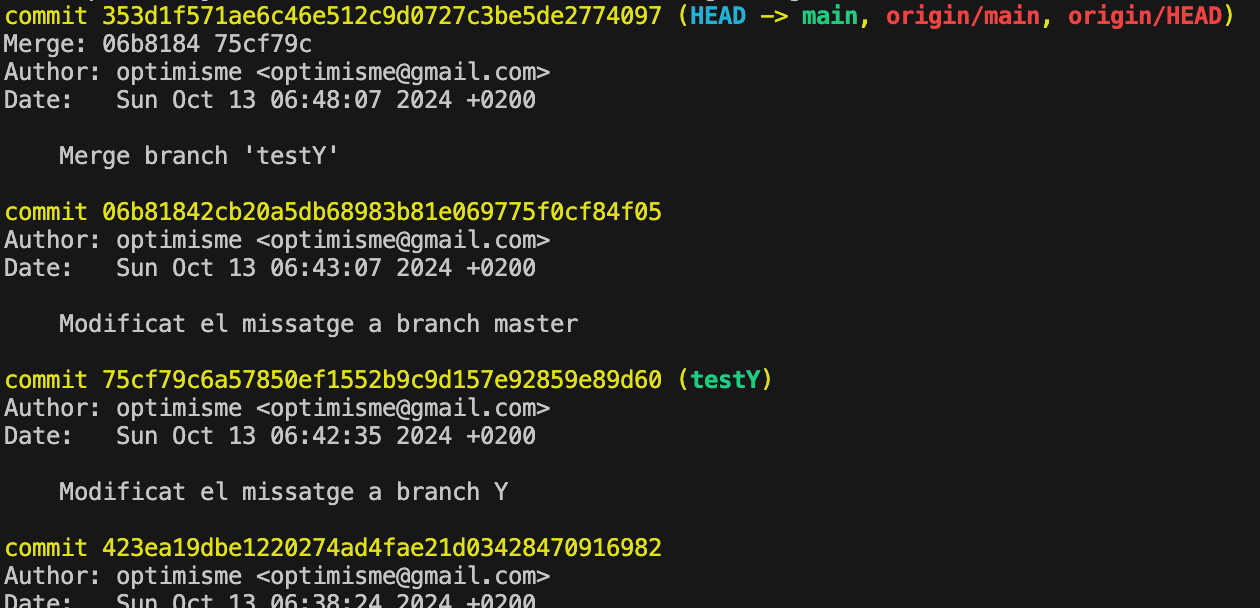 commit 353d1f571ae6c46e512c9d0727c3be5de2774097 (HEAD -> main, origin/main, origin/HEAD)
Merge: 06b8184 75cf79c
Author: optimisme <optimisme@gmail.com>
Date:   Sun Oct 13 06:48:07 2024 +0200
    Merge branch 'testY'
commit 06b81842cb20a5db68983b81e069775f0cf84f05
Author: optimisme <optimisme@gmail.com>
Date:   Sun Oct 13 06:43:07 2024 +0200
    Modificat el missatge a branch master
commit 75cf79c6a57850ef1552b9c9d157e92859e89d60 (testY)
Author: optimisme <optimisme@gmail.com>
Date:   Sun Oct 13 06:42:35 2024 +0200
    Modificat el missatge a branch Y
commit 423ea19dbe1220274ad4fae21d03428470916982
Author: optimisme <optimisme@gmail.com>
Date:   Sun Oct 13 06:38:24 2024 +0200